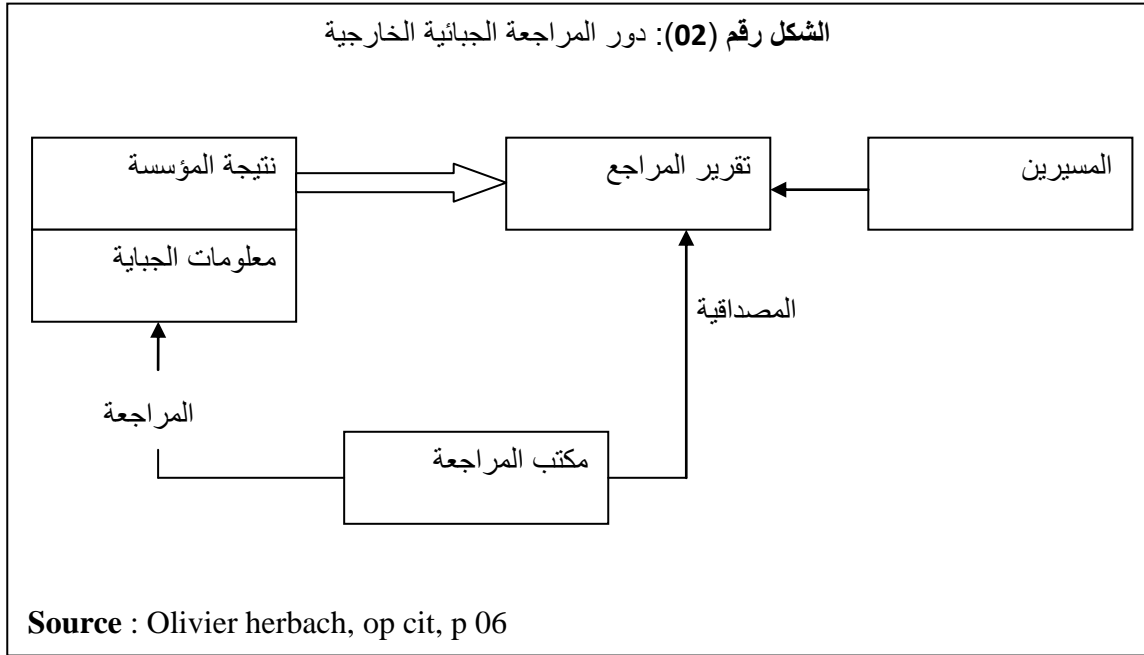 الشكل رقم (02): دور المراجعة الجبائية الخارجية
المسيرين
تقرير المراجع
نتيجة المؤسسة
معلومات الجباية
المصداقية
المراجعة
مكتب المراجعة
Source : Olivier herbach, op cit, p 06